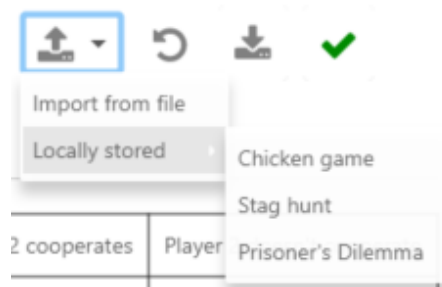 Import from file
Locally stored
Chicken game
Stag hunt
2 cooperates
Player
Prisoner's Dilemma